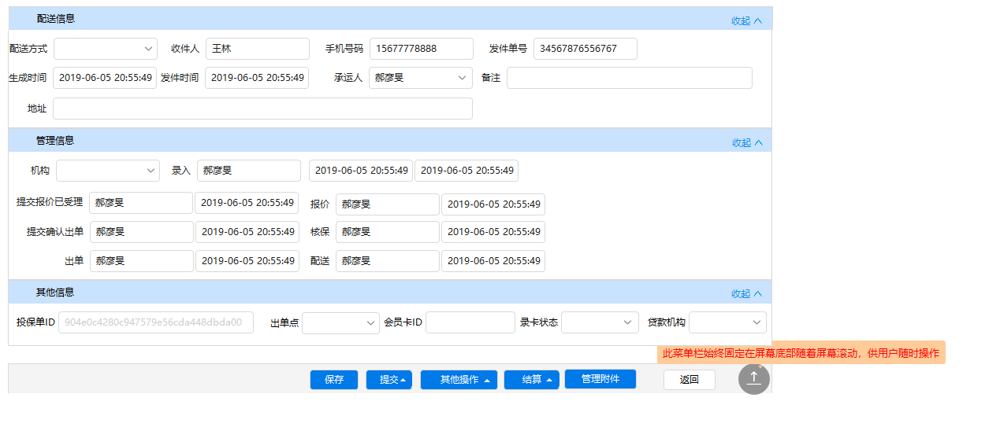 配送信息 收起
配送方式 收件人 王林 手机号码 15677778888 发件单号 34567876556767
生成时间 2019-06-05 20:55:49 发件时间 2019-06-05 20:55:49 承运人 郝彦旻 备注
地址
管理信息 收起
机构 录入 郝彦旻 2019-06-05 20:55:49 2019-06-05 20:55:49
提交报价已受理 郝彦旻 2019-06-05 20:55:49 报价 郝彦旻 2019-06-05 20:55:49
提交确认出单 郝彦旻 2019-06-05 20:55:49 核保 郝彦旻 2019-06-05 20:55:49
出单 郝彦旻 2019-06-05 20:55:49 配送 郝彦旻 2019-06-05 20:55:49
其他信息 收起
投保单ID 904e0c4280c947579e56cda448dbda00 出单点 会员卡ID 录卡状态 贷款机构
此菜单栏始终固定在屏幕底部随着屏幕滚动，供用户随时操作
保存 提交 其他操作 结算 管理附件 返回